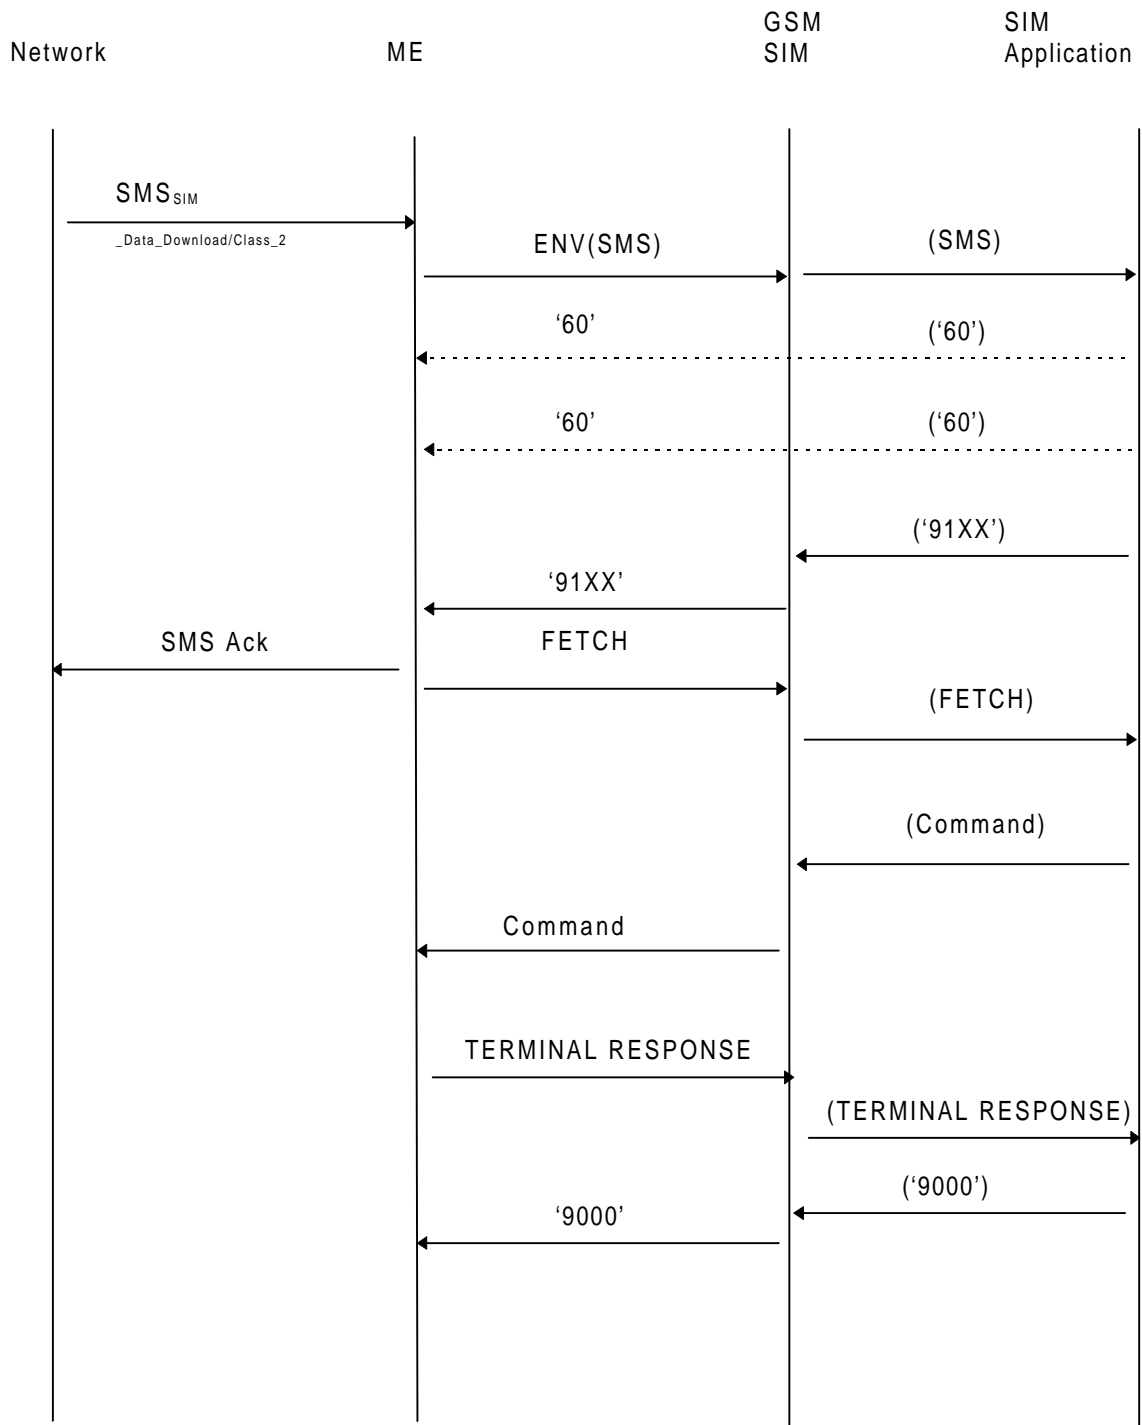 Network
ME
GSM
SIM
SIM
Application
SMSSIM
_Data_Download/Class_2
ENV(SMS)
(SMS)
‘60’
(‘60’)
‘60’
(‘60’)
(‘91XX’)
‘91XX’
SMS Ack
FETCH
(FETCH)
(Command)
Command
TERMINAL RESPONSE
(TERMINAL RESPONSE)
(‘9000’)
‘9000’